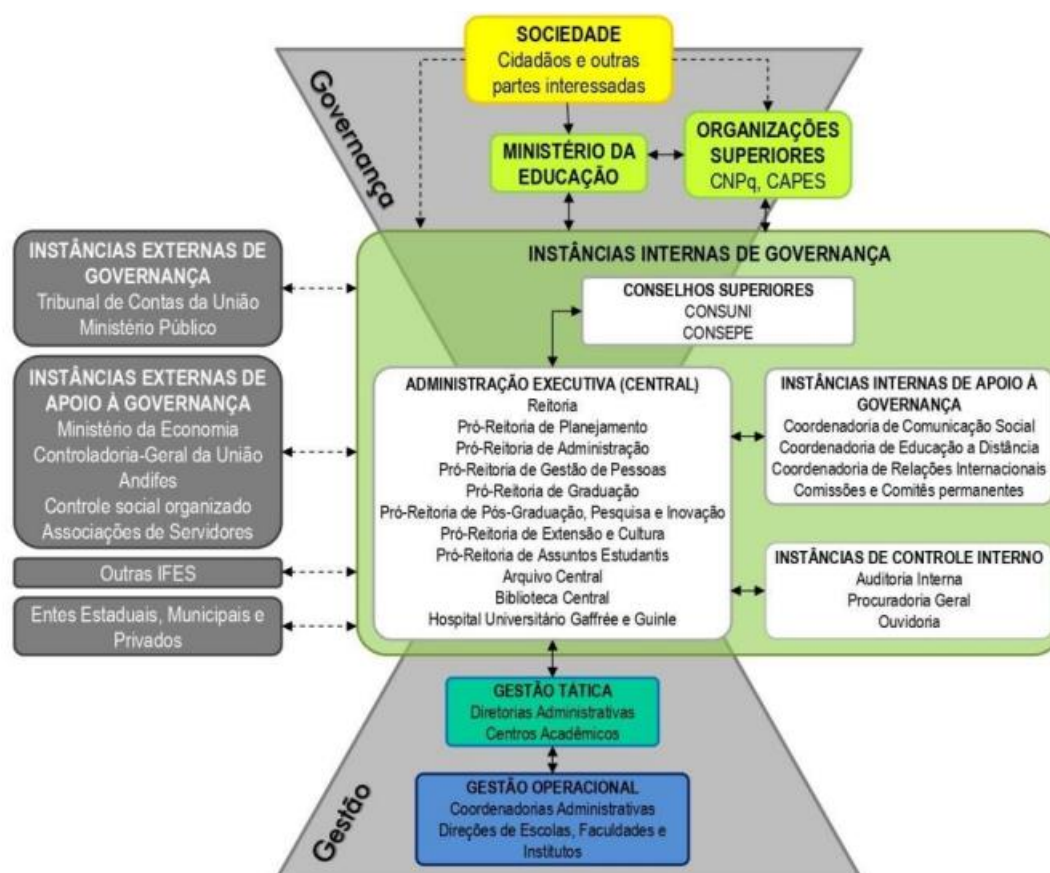 SOCIEDADE
Cidadãos e outras
partes interessadas
Governança
MINISTÉRIO DA
EDUCAÇÃO
ORGANIZAÇÕES
SUPERIORES
CNPq, CAPES
INSTÂNCIAS EXTERNAS DE
GOVERNANÇA
Tribunal de Contas da União
Ministério Público
INSTÂNCIAS EXTERNAS DE
APOIO À GOVERNANÇA
Ministério da Economia
Controladoria-Geral da União
Andifes
Controle social organizado
Associações de Servidores
Outras IFES
Entes Estaduais, Municipais e
Privados
INSTÂNCIAS INTERNAS DE GOVERNANÇA
CONSELHOS SUPERIORES
CONSUNI
CONSEPE
ADMINISTRAÇÃO EXECUTIVA (CENTRAL)
Reitoria
Pró-Reitoria de Planejamento
Pró-Reitoria de Administração
Pró-Reitoria de Gestão de Pessoas
Pró-Reitoria de Graduação
Pró-Reitoria de Pós-Graduação, Pesquisa e Inovação
Pró-Reitoria de Extensão e Cultura
Pró-Reitoria de Assuntos Estudantis
Arquivo Central
Biblioteca Central
Hospital Universitário Gaffrée e Guinle
INSTÂNCIAS INTERNAS DE APOIO À
GOVERNANÇA
Coordenadoria de Comunicação Social
Coordenadoria de Educação a Distância
Coordenadoria de Relações Internacionais
Comissões e Comitês permanentes
INSTÂNCIAS DE CONTROLE INTERNO
Auditoria Interna
Procuradoria Geral
Ouvidoria
GESTÃO TÁTICA
Diretorias Administrativas
Centros Acadêmicos
GESTÃO OPERACIONAL
Coordenadorias Administrativas
Direções de Escolas, Faculdades e
Institutos
Gestão